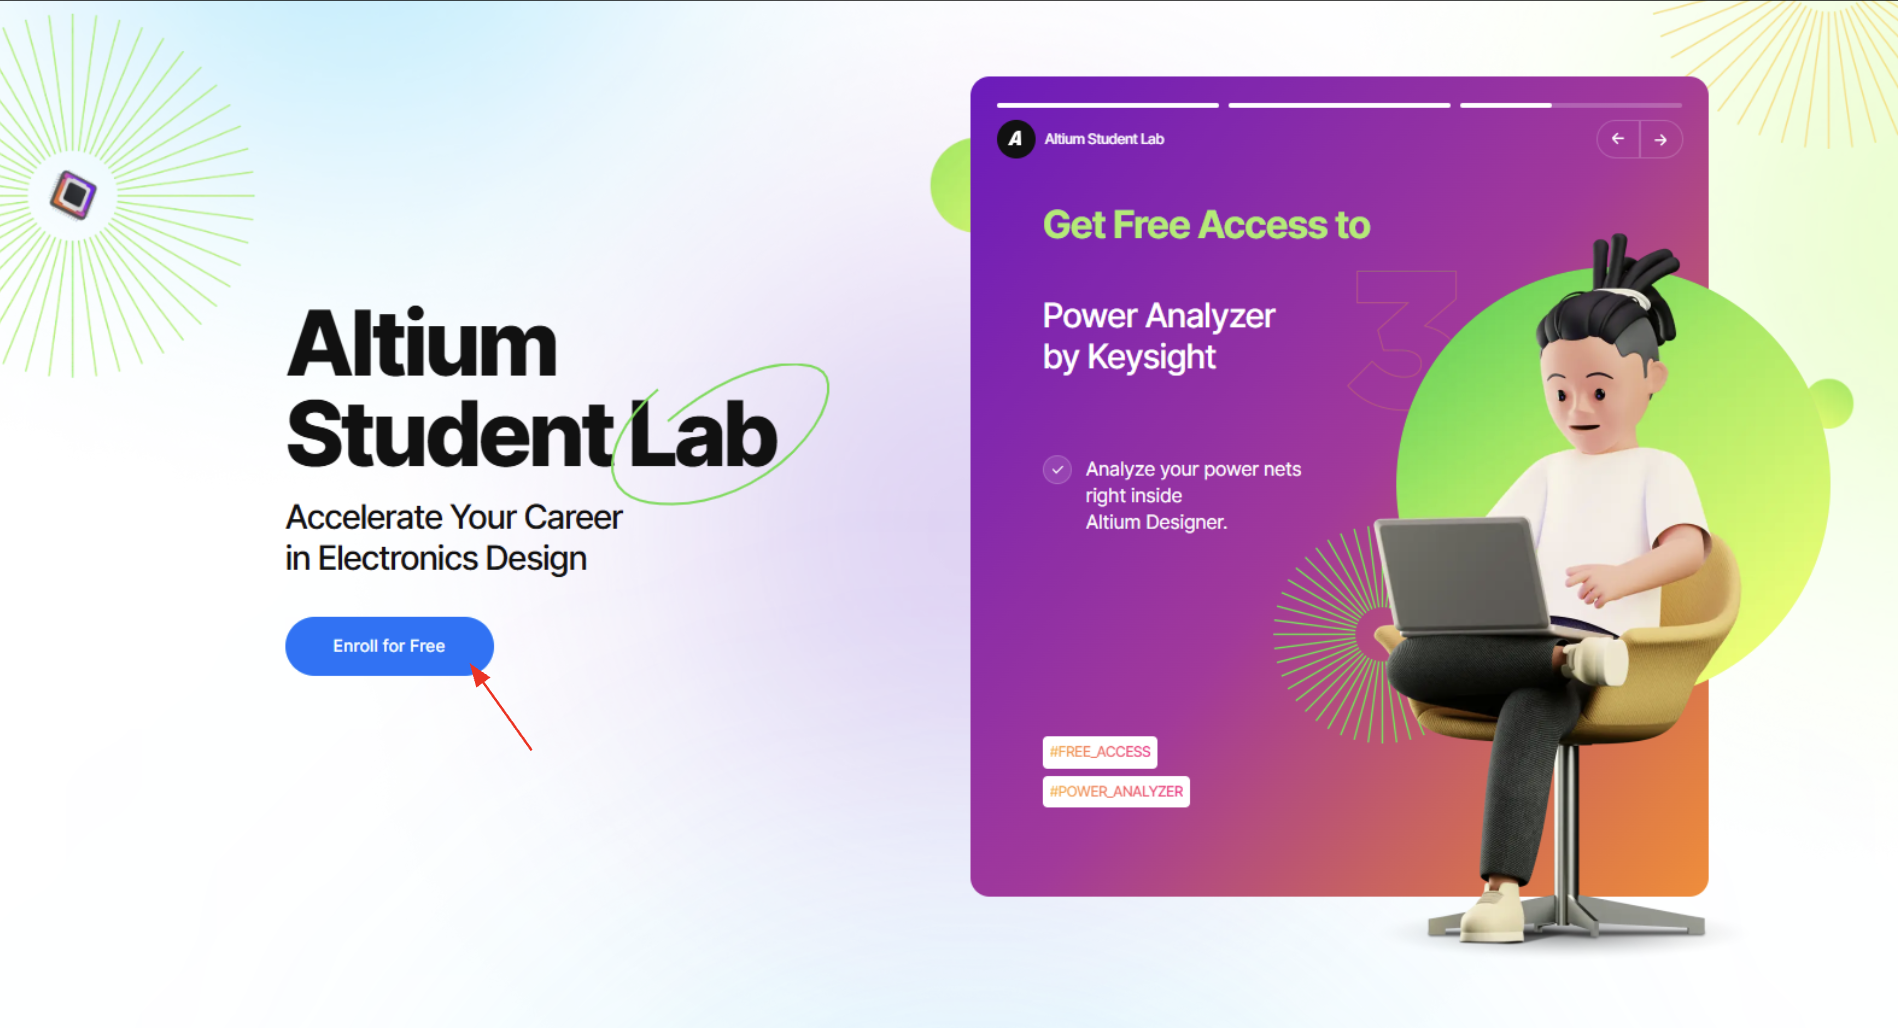 Altium
Student Lab
Accelerate Your Career
in Electronics Design
Enroll for Free
A
Altium Student Lab
Get Free Access to
3
Power Analyzer
by Keysight
Analyze your power nets
right inside
Altium Designer.
#FREE_ACCESS
#POWER_ANALYZER